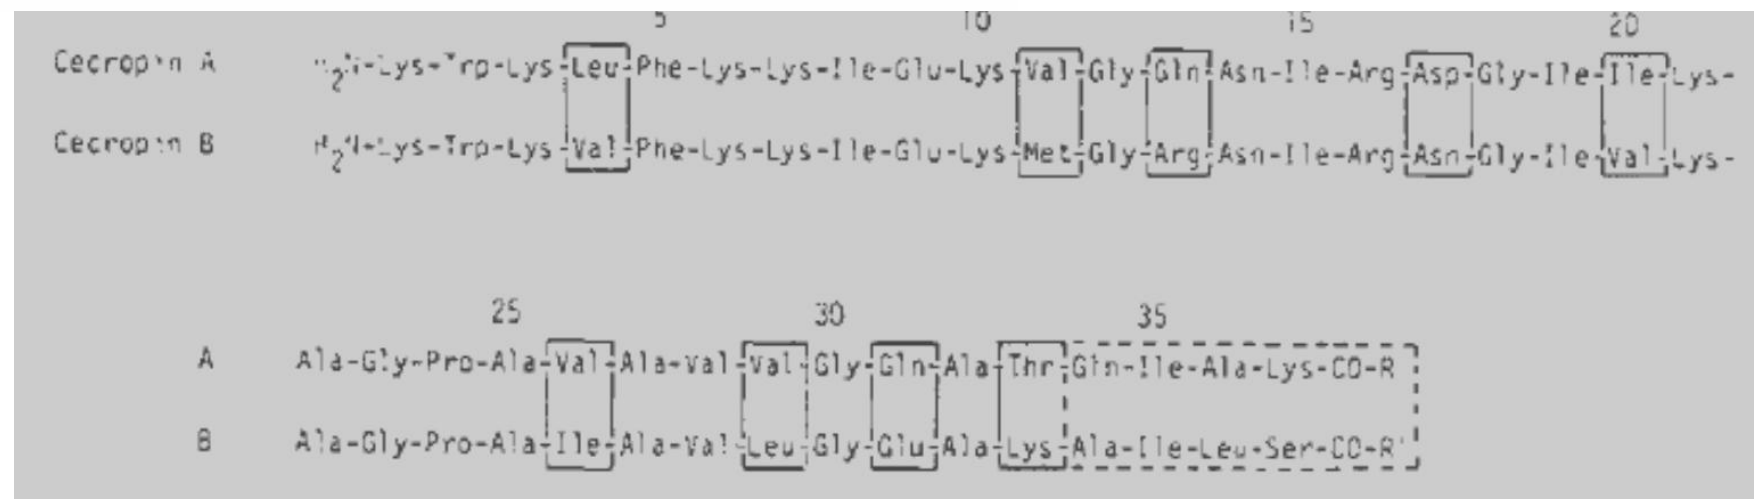 5 10 15 20
Cecropin A H2N-Lys-Trp-Lys-Leu-Phe-Lys-Lys-Ile-Glu-Lys-Val-Gly-Gln-Asn-Ile-Arg-Asp-Gly-Ile-Ile-Lys-
Cecropin B H2N-Lys-Trp-Lys-Val-Phe-Lys-Lys-Ile-Glu-Lys-Met-Gly-Arg-Asn-Ile-Arg-Asn-Gly-Ile-Val-Lys-
25 30 35
A Ala-Gly-Pro-Ala-Val-Ala-Val-Val-Gly-Gln-Ala-Thr-Gln-Ile-Ala-Lys-CO-R
B Ala-Gly-Pro-Ala-Ile-Ala-Val-Leu-Gly-Glu-Ala-Lys-Ala-Ile-Leu-Ser-CO-R'